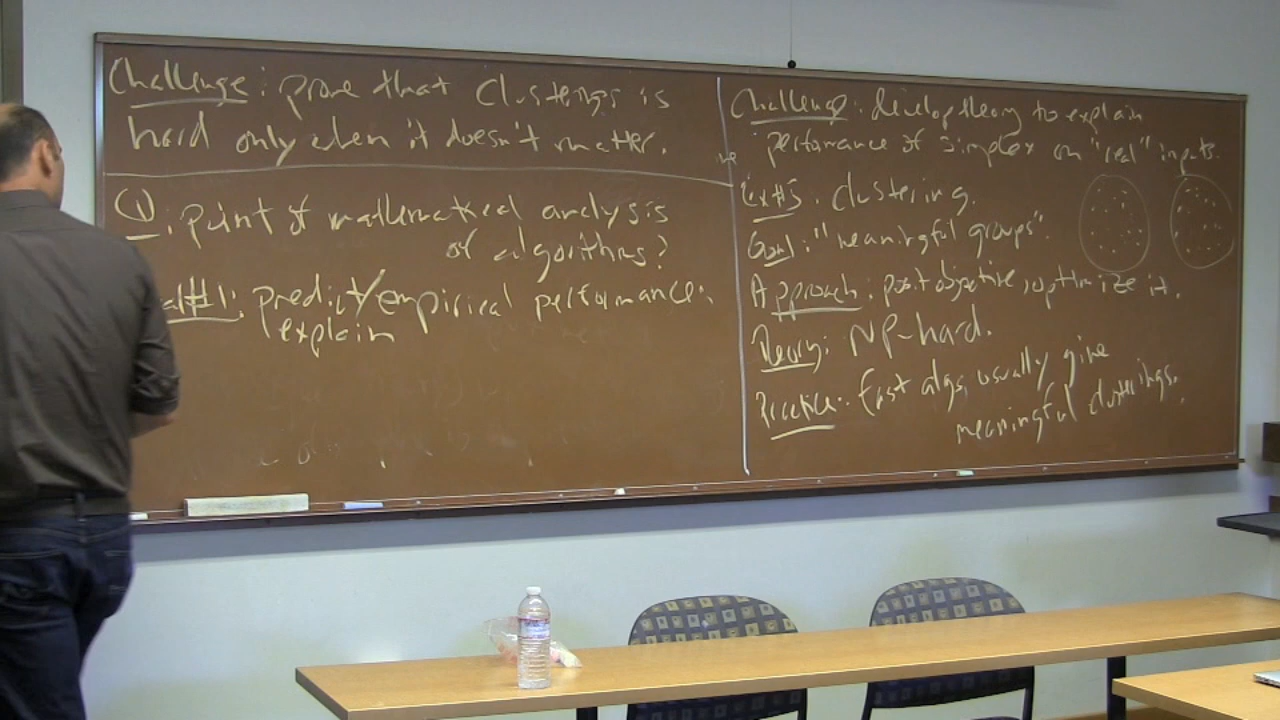 Challenge: prove that clusterings is
hard only when it doesn't matter.
Q: point of mathematical analysis
of algorithms?
al #1: predict/empirical performance.
explain
Challenge: develop theory to explain
performance of simplex on "real" inputs.
Ex #3: clustering.
Goal: "meaningful groups".
Approach: posit objective, optimize it.
Theory: NP-hard.
Practice: fast algs usually give
meaningful clusterings.